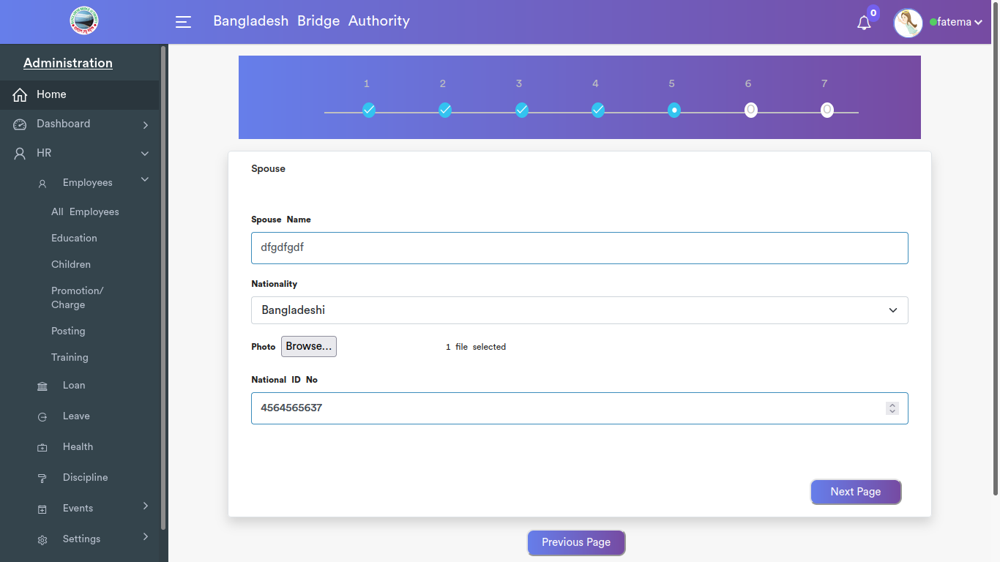 Bangladesh Bridge Authority
0
fatema
Administration
Home
Dashboard
HR
Employees
All Employees
Education
Children
Promotion/
Charge
Posting
Training
Loan
Leave
Health
Discipline
Events
Settings
1 2 3 4 5 6 7
Spouse
Spouse Name
dfgdfgdf
Nationality
Bangladeshi
Photo Browse... 1 file selected
National ID No
4564565637
Next Page
Previous Page